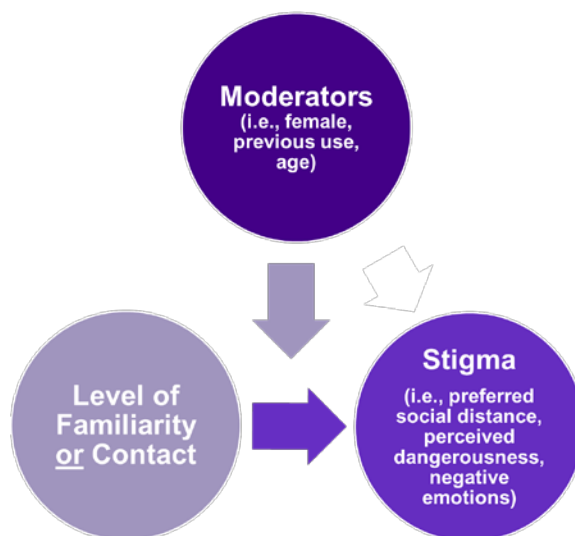 Moderators
(i.e., female,
previous use,
age)
Level of
Familiarity
or Contact
Stigma
(i.e., preferred
social distance,
perceived
dangerousness,
negative
emotions)